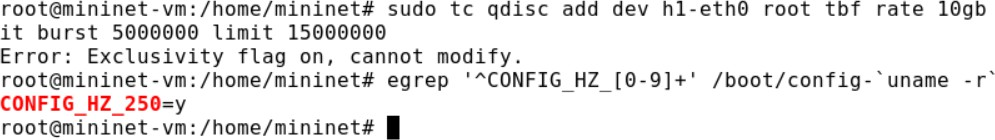 root@mininet-vm:/home/mininet# sudo tc qdisc add dev h1-eth0 root tbf rate 10gb
it burst 5000000 limit 15000000
Error: Exclusivity flag on, cannot modify.
root@mininet-vm:/home/mininet# egrep '^CONFIG_HZ_[0-9]+' /boot/config-`uname -r`
CONFIG_HZ_250=y
root@mininet-vm:/home/mininet#